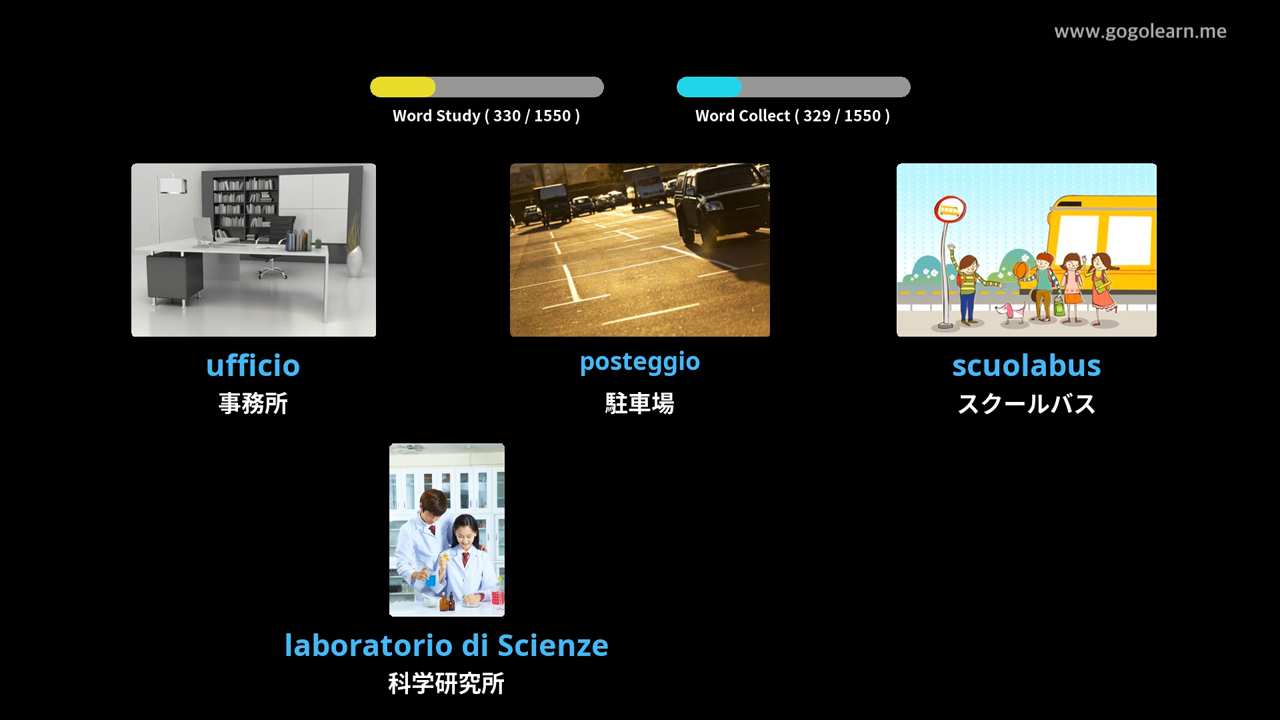 www.gogolearn.me
Word Study ( 330 / 1550 )
Word Collect ( 329 / 1550 )
ufficio
事務所
posteggio
駐車場
scuolabus
スクールバス
laboratorio di Scienze
科学研究所